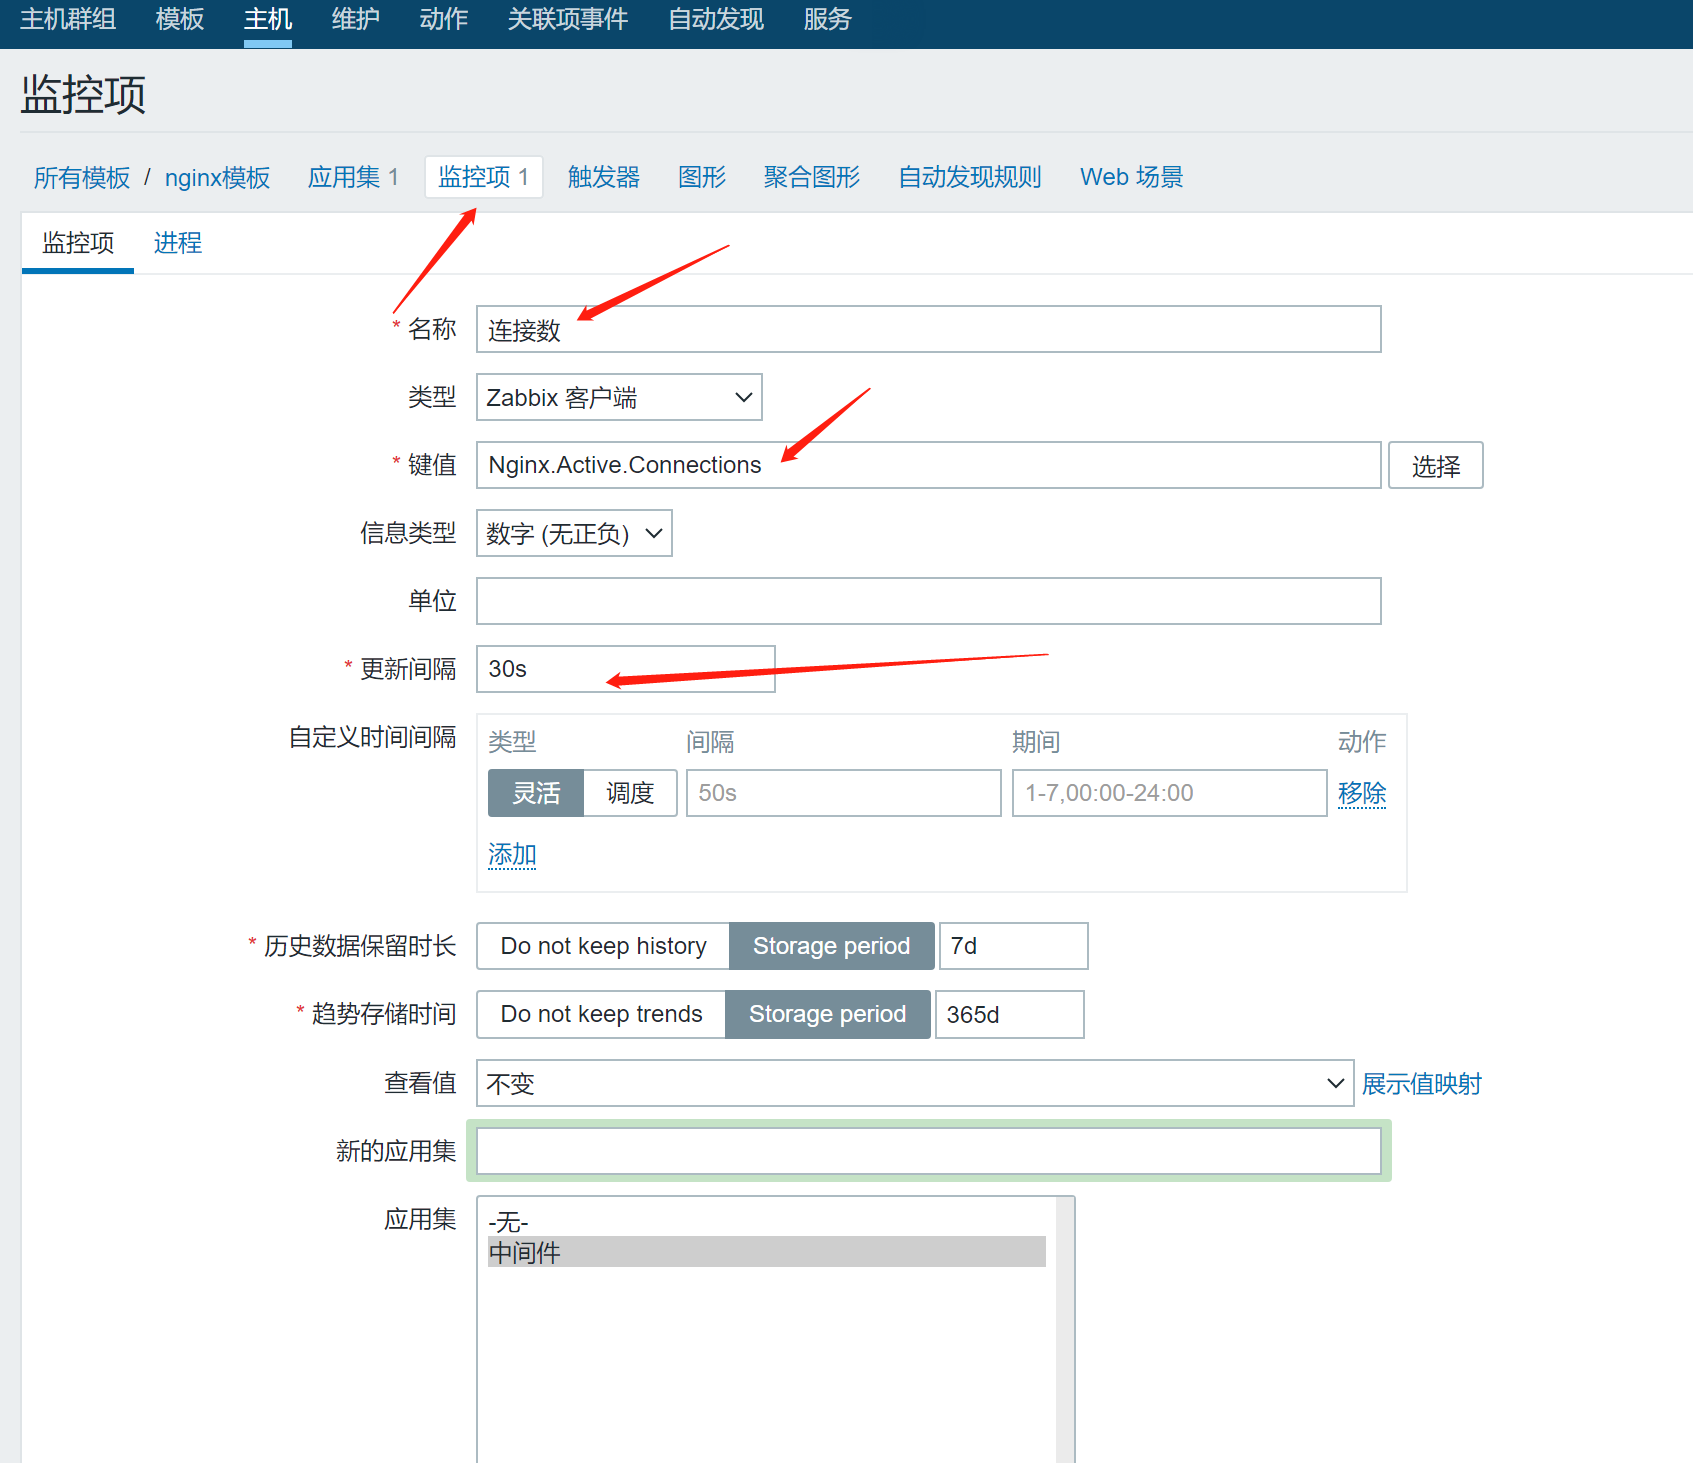 主机群组 模板 主机 维护 动作 关联项事件 自动发现 服务
监控项
所有模板 / nginx模板 应用集 1 监控项 1 触发器 图形 聚合图形 自动发现规则 Web 场景
监控项 进程
* 名称 连接数
类型 Zabbix 客户端
* 键值 Nginx.Active.Connections 选择
信息类型 数字 (无正负)
单位
* 更新间隔 30s
自定义时间间隔 类型 间隔 期间 动作
灵活 调度 50s 1-7,00:00-24:00 移除
添加
* 历史数据保留时长 Do not keep history Storage period 7d
* 趋势存储时间 Do not keep trends Storage period 365d
查看值 不变 展示值映射
新的应用集
应用集 -无-
中间件